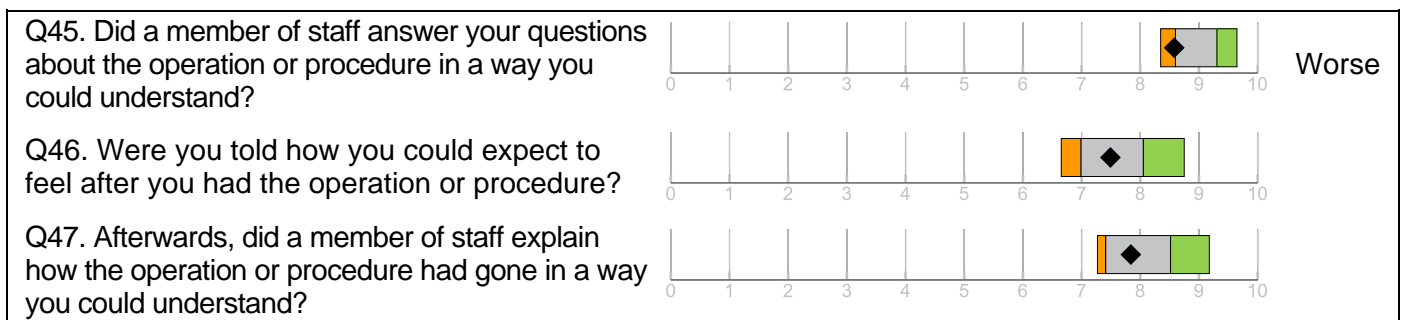 Q45. Did a member of staff answer your questions
about the operation or procedure in a way you
could understand?
0 1 2 3 4 5 6 7 8 9 10
Worse
Q46. Were you told how you could expect to
feel after you had the operation or procedure?
0 1 2 3 4 5 6 7 8 9 10
Q47. Afterwards, did a member of staff explain
how the operation or procedure had gone in a way
you could understand?
0 1 2 3 4 5 6 7 8 9 10